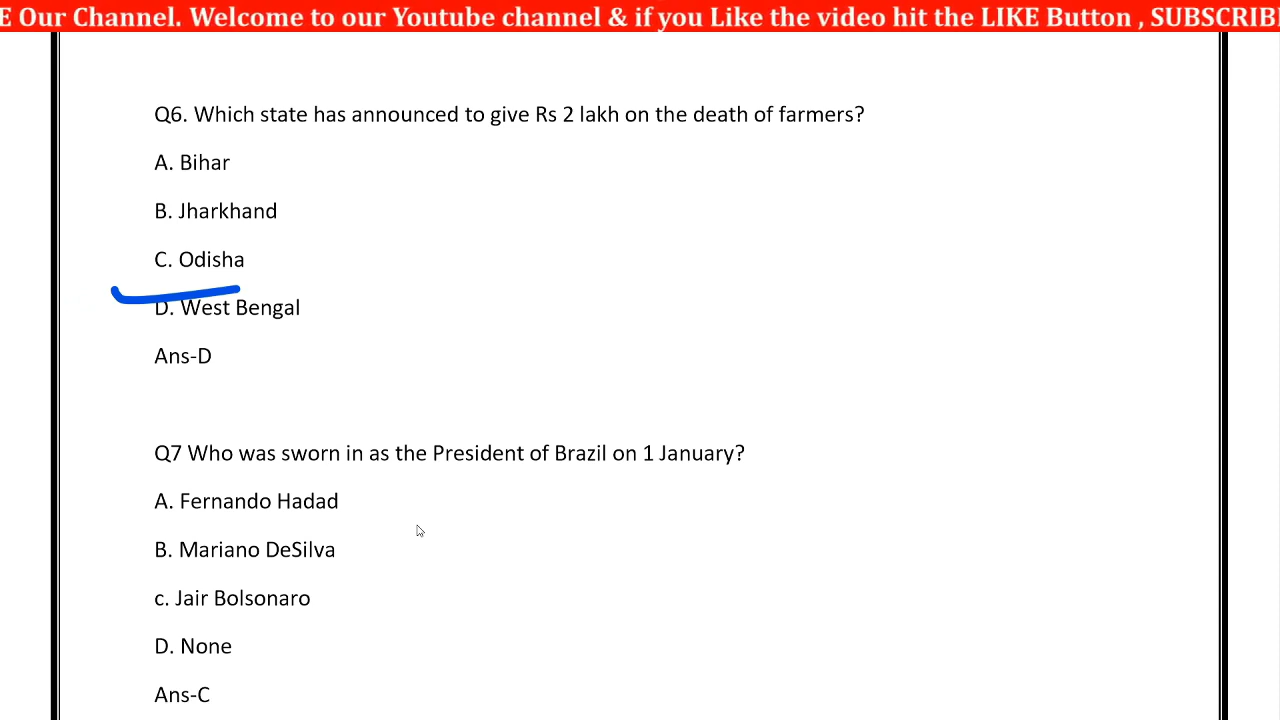 E Our Channel. Welcome to our Youtube channel & if you Like the video hit the LIKE Button , SUBSCRIBE
Q6. Which state has announced to give Rs 2 lakh on the death of farmers?
A. Bihar
B. Jharkhand
C. Odisha
D. West Bengal
Ans-D
Q7 Who was sworn in as the President of Brazil on 1 January?
A. Fernando Hadad
B. Mariano DeSilva
c. Jair Bolsonaro
D. None
Ans-C